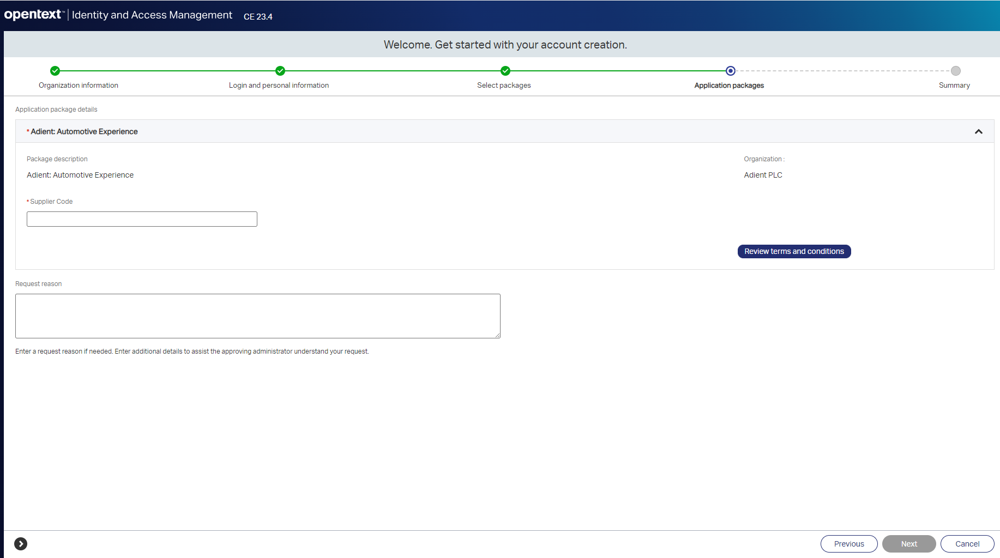 opentext™ | Identity and Access Management CE 23.4
Welcome. Get started with your account creation.
Organization information
Login and personal information
Select packages
Application packages
Summary
Application package details
* Adient: Automotive Experience
Package description
Organization :
Adient: Automotive Experience
Adient PLC
* Supplier Code
Review terms and conditions
Request reason
Enter a request reason if needed. Enter additional details to assist the approving administrator understand your request.
Previous
Next
Cancel